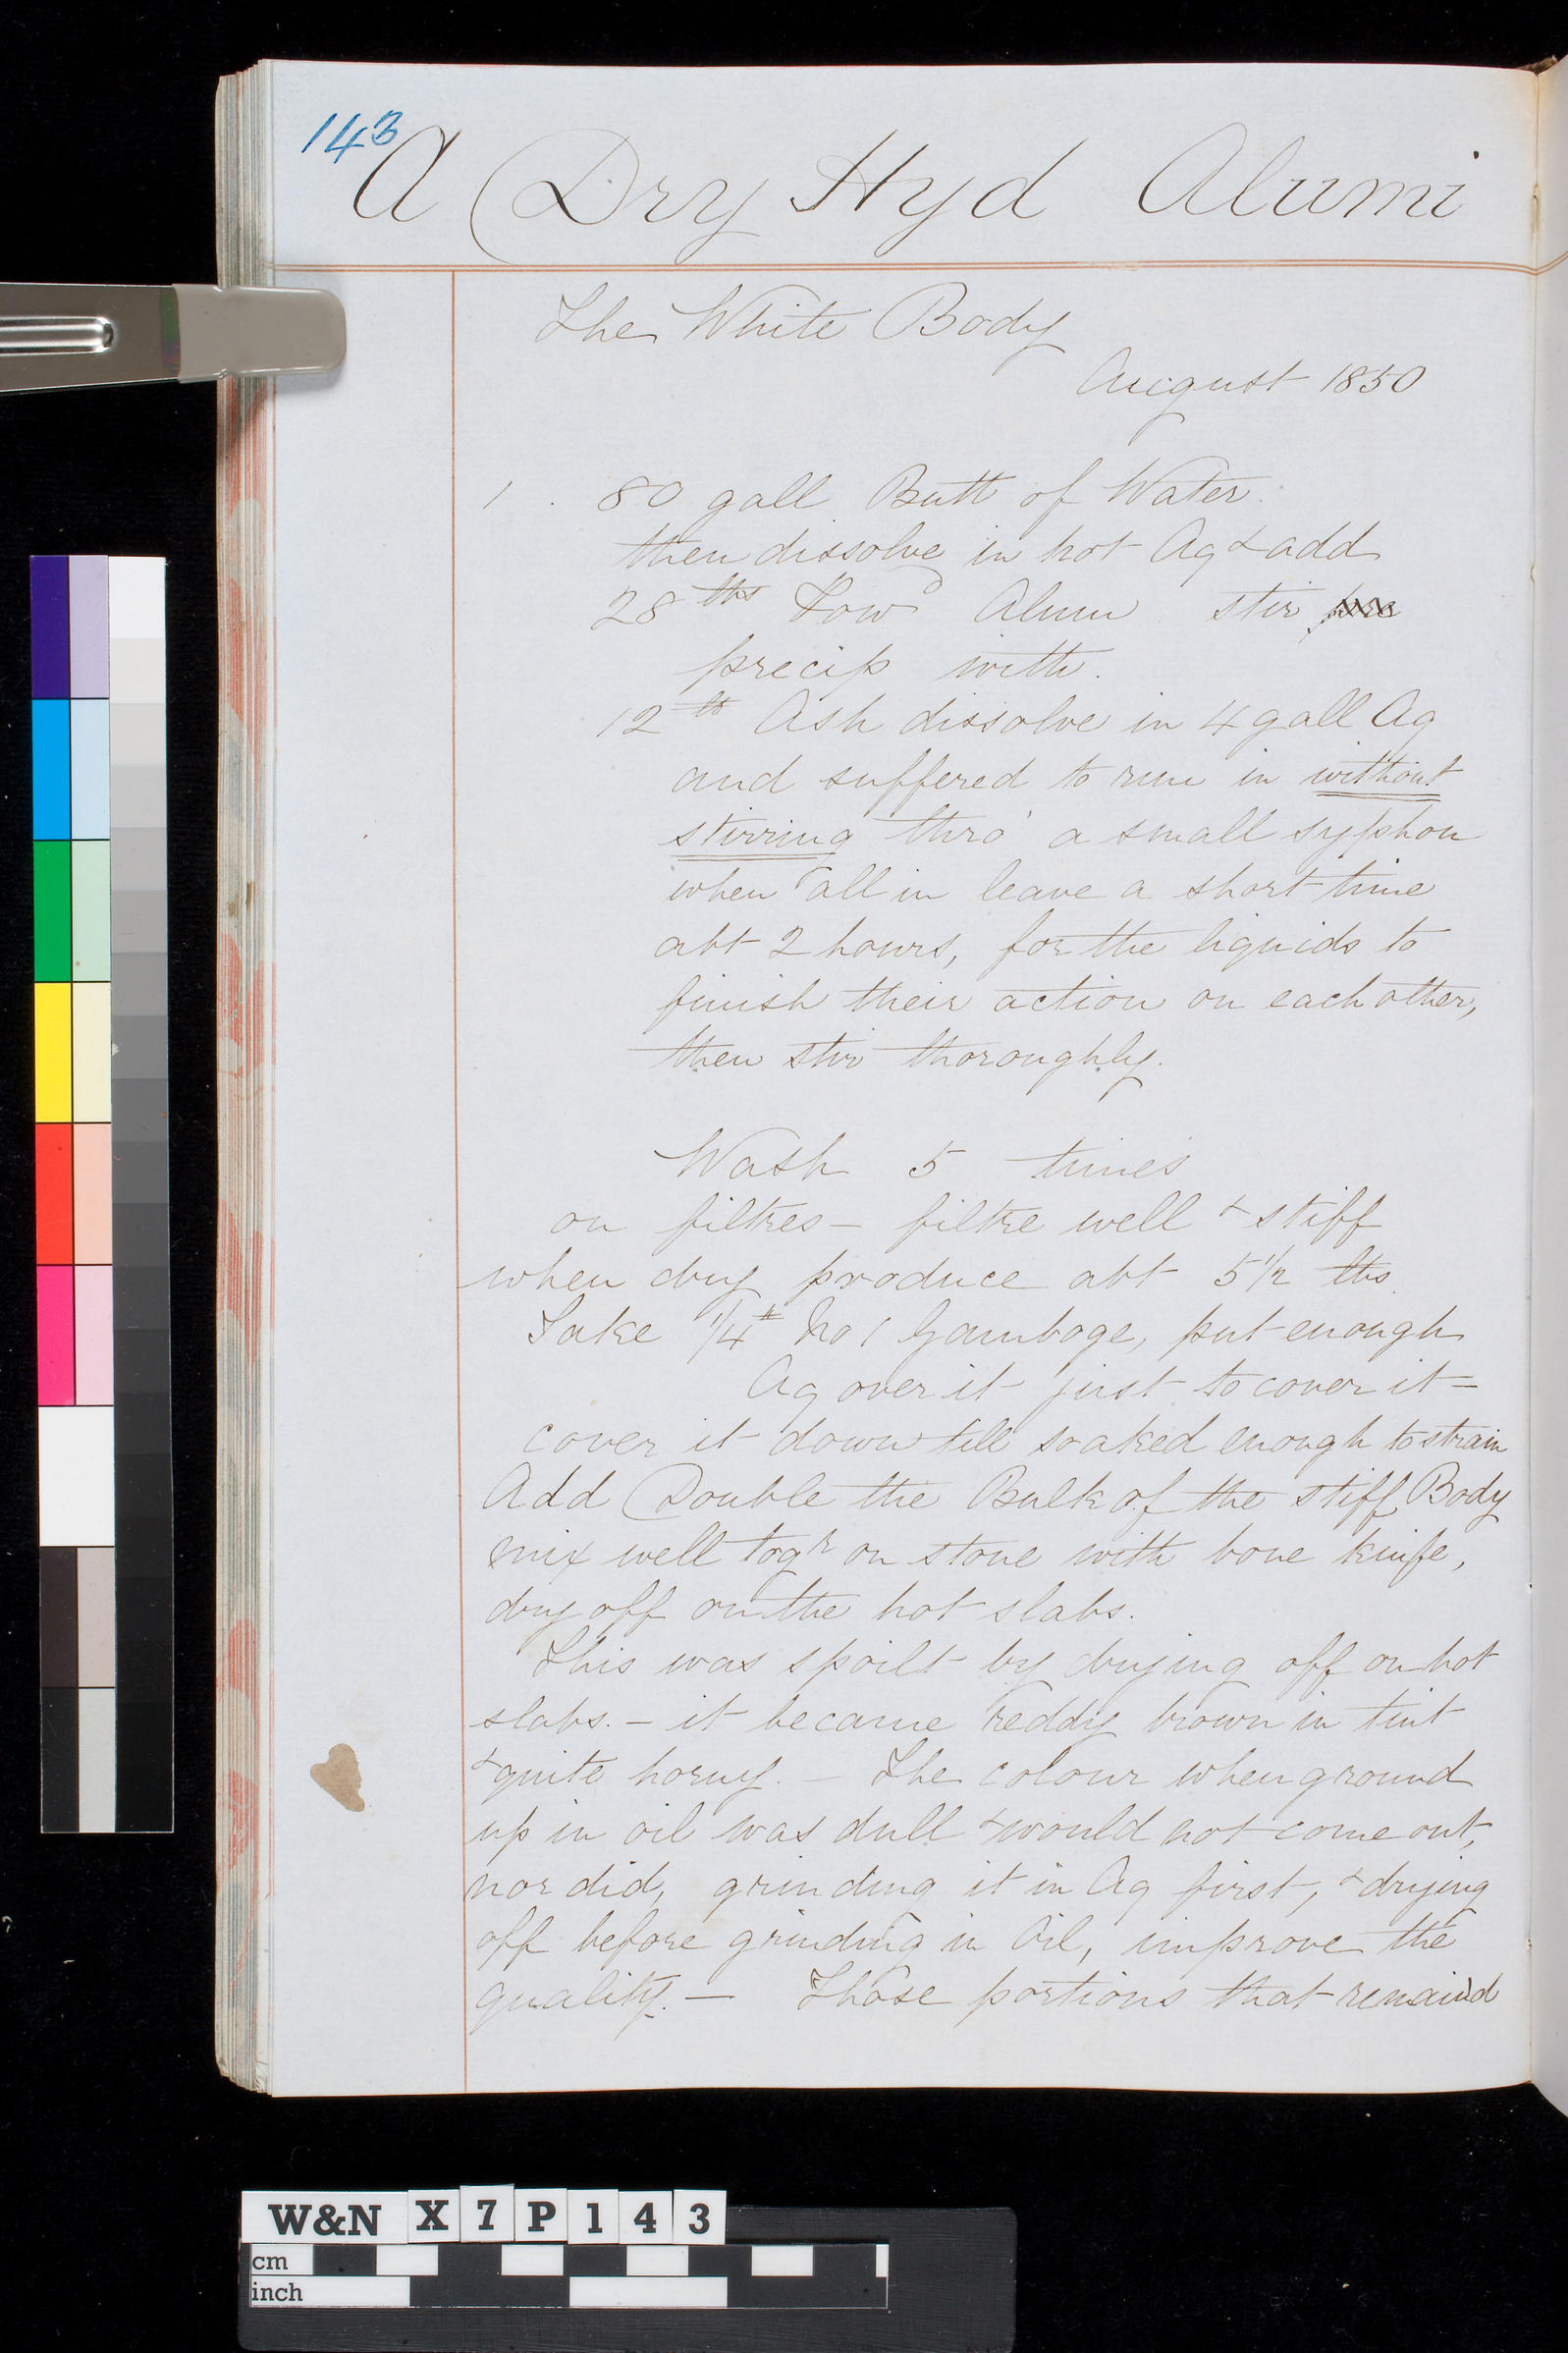 143
A Dry Hyd Alumi
The White Body
August 1850
1. 80 gall Butt of Water.
then dissolve in hot Aq & add
28 lbs Powd Alum stir pre
precip with.
12 lb Ash dissolve in 4 gall Aq
and suffered to run in without
stirring thro' a small syphon
when all in leave a short time
abt 2 hours, for the liquids to
finish their action on each other,
then stir thoroughly.
Wash 5 times
on filtres - filtre well & stiff
when dry produce abt 5 1/2 lbs.
Take 1/4 lb No 1 Gamboge, put enough
Aq over it just to cover it =
cover it down till soaked enough to strain
Add Double the Bulk of the stiff Body
mix well togr on stone with bone knife,
dry off on the hot slabs.
This was spoilt by drying off on hot
slabs. - it became reddy brown in tint
& quite horny. - The colour when ground
up in oil was dull & would not come out,
nor did, grinding it in Aq first, & drying
off before grinding in Oil, improve the
quality. - Those portions that remain'd
W&N X 7 P 1 4 3
cm
inch